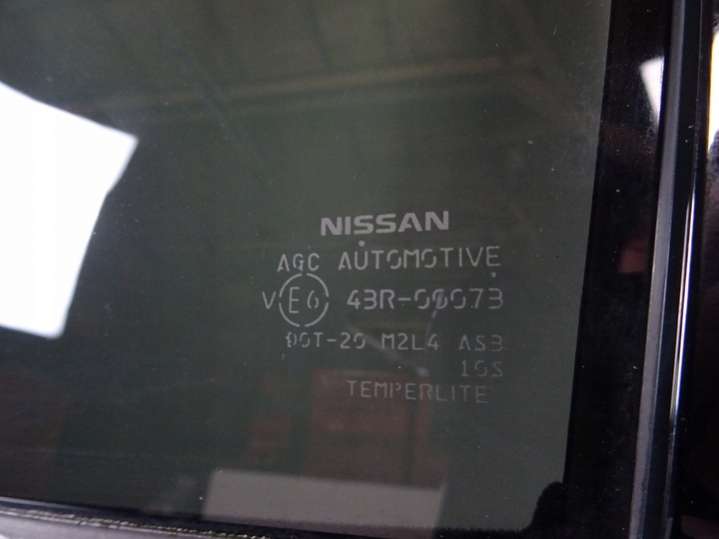 NISSAN
AGC AUTOMOTIVE
V E6 43R-00073
DOT-20 M2L4 AS3
10S
TEMPERLITE